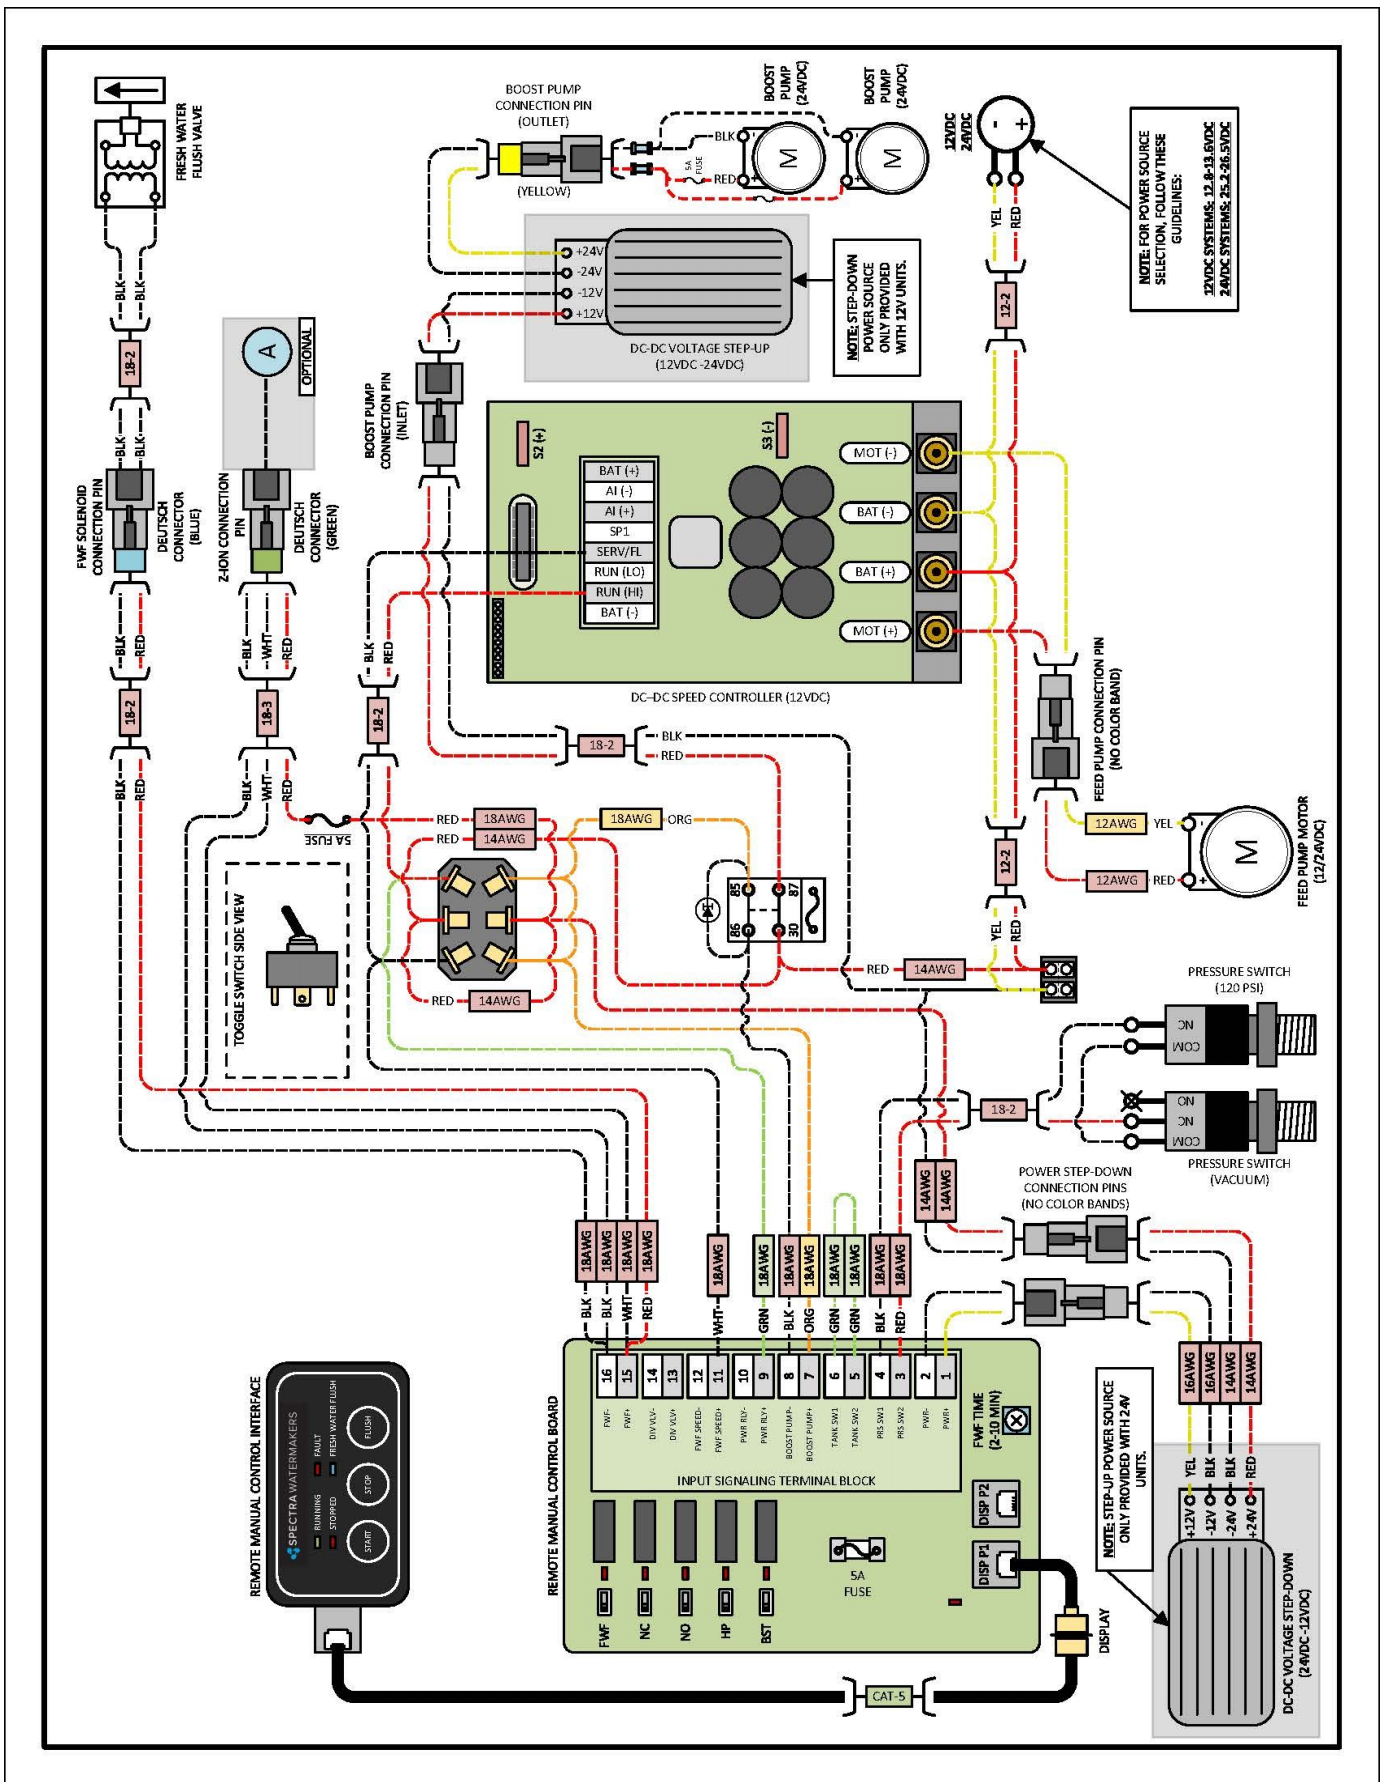 FRESH WATER
FLUSH VALVE
BLK
BLK
18-2
BLK
BLK
FWF SOLENOID
CONNECTION PIN
DEUTSCH
CONNECTOR
(BLUE)
BLK
RED
18-2
BLK
RED
A
OPTIONAL
Z-ION CONNECTION
PIN
DEUTSCH
CONNECTOR
(GREEN)
BLK
WHT
RED
18-3
BLK
WHT
RED
5A FUSE
BOOST PUMP
CONNECTION PIN
(OUTLET)
(YELLOW)
BLK
5A
FUSE
RED
M
BOOST
PUMP
(24VDC)
M
BOOST
PUMP
(24VDC)
+24V
-24V
-12V
+12V
DC-DC VOLTAGE STEP-UP
(12VDC -24VDC)
NOTE: STEP-DOWN
POWER SOURCE
ONLY PROVIDED
WITH 12V UNITS.
BOOST PUMP
CONNECTION PIN
(INLET)
12VDC
24VDC
-
+
YEL
RED
12-2
NOTE: FOR POWER SOURCE
SELECTION, FOLLOW THESE
GUIDELINES:
12VDC SYSTEMS: 12.8-13.6VDC
24VDC SYSTEMS: 25.2-26.5VDC
S2 (+)
S3 (-)
BAT (+)
AI (-)
AI (+)
SP1
SERV/FL
RUN (LO)
RUN (HI)
BAT (-)
MOT (-)
BAT (-)
BAT (+)
MOT (+)
DC-DC SPEED CONTROLLER (12VDC)
BLK
RED
18-2
18-2
BLK
RED
FEED PUMP CONNECTION PIN
(NO COLOR BAND)
12AWG
YEL
12AWG
RED
-
+
M
FEED PUMP MOTOR
(12/24VDC)
12-2
YEL
RED
TOGGLE SWITCH SIDE VIEW
RED
18AWG
RED
14AWG
18AWG
ORG
RED
14AWG
85
87
86
30
RED
14AWG
PRESSURE SWITCH
(120 PSI)
NC
COM
NO
NC
COM
PRESSURE SWITCH
(VACUUM)
18-2
14AWG
14AWG
POWER STEP-DOWN
CONNECTION PINS
(NO COLOR BANDS)
18AWG
18AWG
18AWG
18AWG
18AWG
18AWG
18AWG
18AWG
18AWG
18AWG
18AWG
18AWG
BLK
BLK
WHT
RED
WHT
GRN
BLK
ORG
GRN
GRN
BLK
RED
16
15
14
13
12
11
10
9
8
7
6
5
4
3
2
1
FWF-
FWF+
DIV VLV-
DIV VLV+
FWF SPEED-
FWF SPEED+
PWR RLY-
PWR RLY+
BOOST PUMP-
BOOST PUMP+
TANK SW1
TANK SW2
PRS SW1
PRS SW2
PWR-
PWR+
INPUT SIGNALING TERMINAL BLOCK
FWF TIME
(2-10 MIN)
REMOTE MANUAL CONTROL BOARD
FWF
NC
NO
HP
BST
5A
FUSE
DISP P2
DISP P1
DISPLAY
CAT-5
REMOTE MANUAL CONTROL INTERFACE
SPECTRA WATERMAKERS
RUNNING
FAULT
STOPPED
FRESH WATER FLUSH
START
STOP
FLUSH
16AWG
16AWG
14AWG
14AWG
YEL
BLK
BLK
RED
+12V
-12V
-24V
+24V
NOTE: STEP-UP POWER SOURCE
ONLY PROVIDED WITH 24V
UNITS.
DC-DC VOLTAGE STEP-DOWN
(24VDC -12VDC)